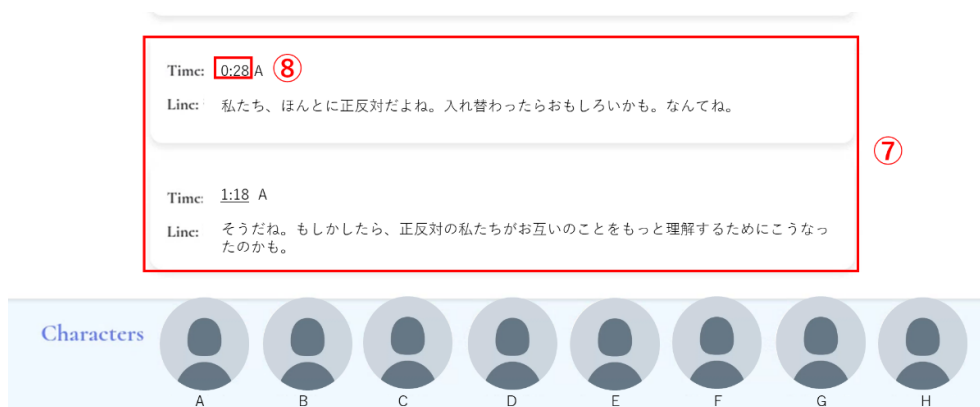 Time: 0:28 A ⑧
Line: 私たち、ほんとに正反対だよね。入れ替わったらおもしろいかも。なんてね。
⑦
Time: 1:18 A
Line: そうだね。もしかしたら、正反対の私たちがお互いのことをもっと理解するためにこうなっ
たのかも。
Characters
A B C D E F G H